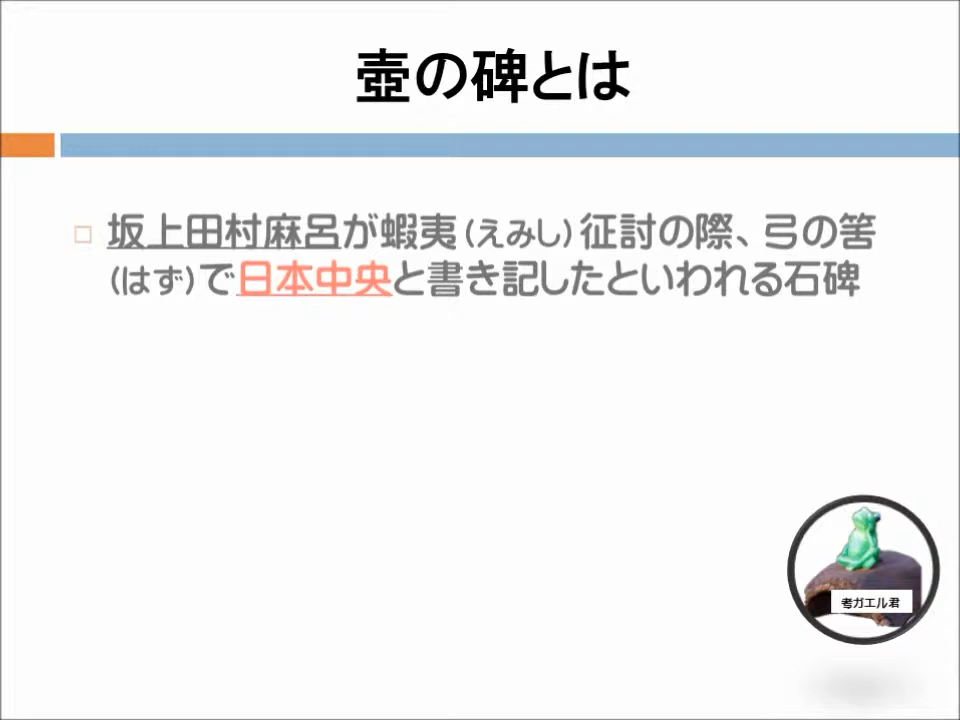 壺の碑とは
坂上田村麻呂が蝦夷(えみし)征討の際、弓の筈
(はず)で日本中央と書き記したといわれる石碑
考ガエル君